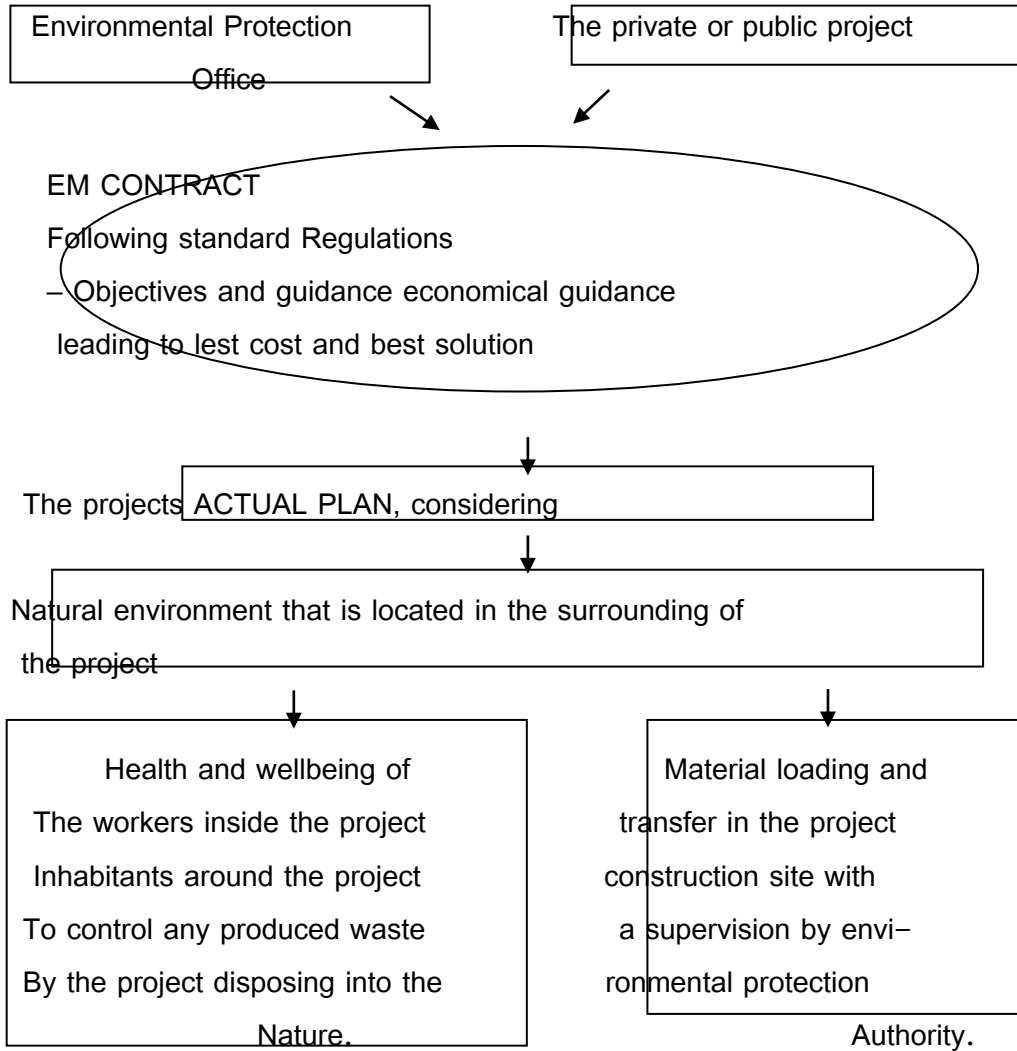 Environmental Protection
Office
The private or public project
EM CONTRACT
Following standard Regulations
– Objectives and guidance economical guidance
leading to lest cost and best solution
The projects ACTUAL PLAN, considering
Natural environment that is located in the surrounding of
the project
Health and wellbeing of
The workers inside the project
Inhabitants around the project
To control any produced waste
By the project disposing into the
Nature.
Material loading and
transfer in the project
construction site with
a supervision by envi–
ronmental protection
Authority.